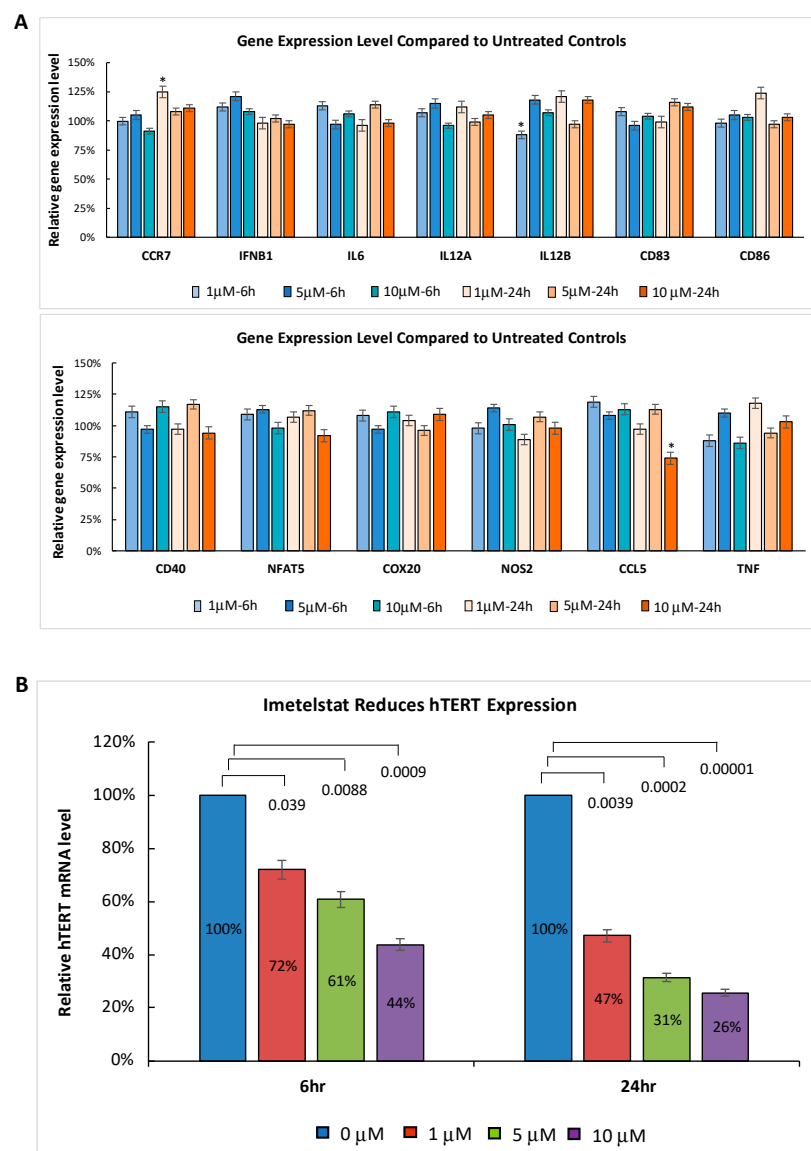 A
Gene Expression Level Compared to Untreated Controls
Relative gene expression level
150%
125%
100%
75%
50%
25%
0%
*
*
CCR7 IFNB1 IL6 IL12A IL12B CD83 CD86
1μM-6h 5μM-6h 10μM-6h 1μM-24h 5μM-24h 10 μM-24h
Gene Expression Level Compared to Untreated Controls
Relative gene expression level
150%
125%
100%
75%
50%
25%
0%
*
CD40 NFAT5 COX20 NOS2 CCL5 TNF
1μM-6h 5μM-6h 10μM-6h 1μM-24h 5μM-24h 10 μM-24h
B
Imetelstat Reduces hTERT Expression
Relative hTERT mRNA level
120%
100%
80%
60%
40%
20%
0%
0.039 0.0088 0.0009
0.0039 0.0002 0.00001
100% 72% 61% 44%
100% 47% 31% 26%
6hr 24hr
0 μM 1 μM 5 μM 10 μM